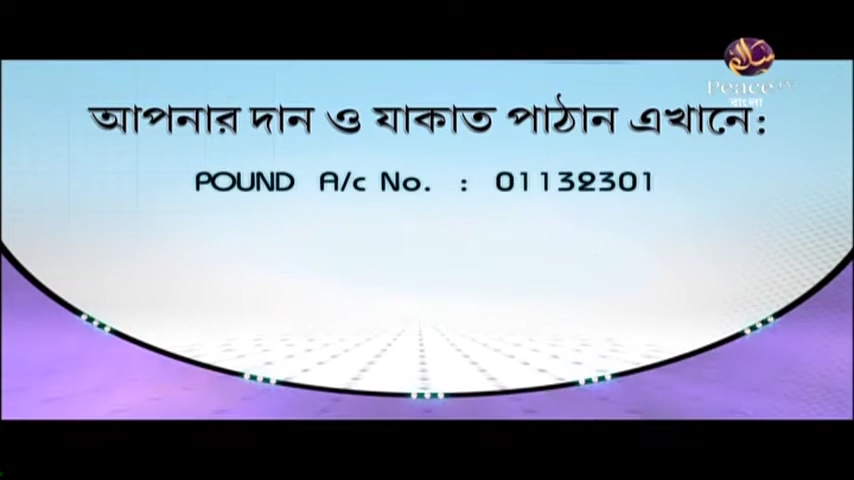 Peace TV
বাংলা
আপনার দান ও যাকাত পাঠান এখানে:
POUND A/c No. : 01132301